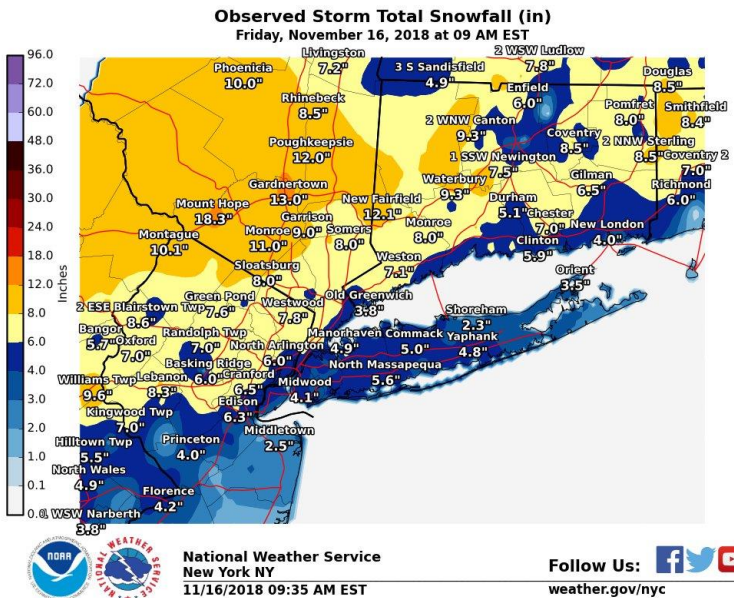 Observed Storm Total Snowfall (in)
Friday, November 16, 2018 at 09 AM EST
96.0
72.0
60.0
48.0
36.0
30.0
24.0
18.0
12.0
8.0
6.0
4.0
2.0
1.0
0.1
0.0
Inches
Livingston
7.2"
2 WSW Ludlow
7.8"
Phoenicia
10.0"
3 S Sandisfield
4.9"
Douglas
8.5"
Enfield
6.0"
Rhinebeck
8.5"
Pomfret
8.0"
Smithfield
8.4"
2 WNW Canton
9.3"
Coventry
8.5"
2 NNW Sterling
8.5"
Poughkeepsie
12.0"
1 SSW Newington
7.5"
Coventry 2
7.0"
Gardnertown
13.0"
Waterbury
9.3"
Gilman
6.5"
Richmond
6.0"
Mount Hope
18.3"
New Fairfield
12.1"
Durham
5.1"
Garrison
9.0"
Chester
7.0"
Monroe
11.0"
Somers
8.0"
Monroe
8.0"
New London
4.0"
Montague
10.1"
Clinton
5.9"
Weston
7.1"
Sloatsburg
8.0"
Orient
3.5"
Green Pond
7.6"
Old Greenwich
3.8"
2 ESE Blairstown Twp
8.6"
Westwood
7.8"
Shoreham
2.3"
Bangor
5.7"
Oxford
7.0"
Randolph Twp
7.0"
Manorhaven
4.9"
Commack
5.0"
Yaphank
4.8"
North Arlington
6.0"
Basking Ridge
6.0"
North Massapequa
5.6"
Williams Twp
9.6"
Lebanon
8.3"
Cranford
6.5"
Midwood
4.1"
Edison
6.3"
Kingwood Twp
7.0"
Middletown
2.5"
Hilltown Twp
5.5"
Princeton
4.0"
North Wales
4.9"
Florence
4.2"
WSW Narberth
3.8"
NOAA
NATIONAL WEATHER SERVICE
National Weather Service
New York NY
11/16/2018 09:35 AM EST
Follow Us:
weather.gov/nyc